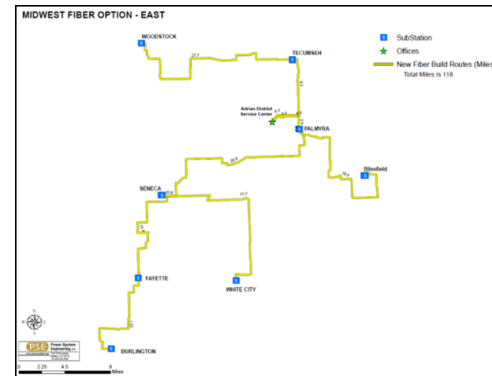 MIDWEST FIBER OPTION - EAST
WOODSTOCK
TECUMSEH
SubStation
Offices
New Fiber Build Routes (Miles
Total Miles is 118
Adrian District
Service Center
PALMYRA
Blissfield
SENECA
FAYETTE
WHITE CITY
BURLINGTON
PSE
Power System
Engineering, Inc.
0 2.25 4.5 9
Miles